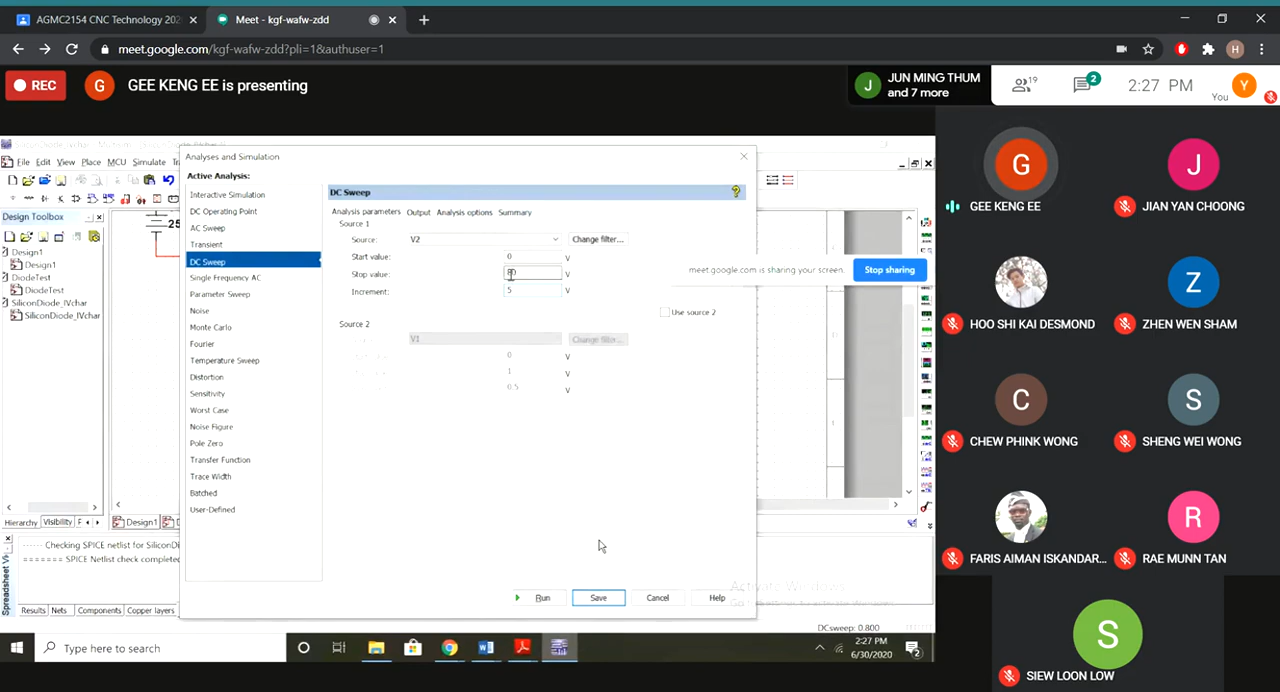 AGMC2154 CNC Technology 202
Meet - kgf-wafw-zdd
meet.google.com/kgf-wafw-zdd?pli=1&authuser=1
H
REC
G
GEE KENG EE is presenting
J
JUN MING THUM
and 7 more
19
2
2:27 PM
You
Y
File Edit View Place MCU Simulate
Analyses and Simulation
Active Analysis:
Interactive Simulation
DC Operating Point
AC Sweep
Transient
DC Sweep
Single Frequency AC
Parameter Sweep
Noise
Monte Carlo
Fourier
Temperature Sweep
Distortion
Sensitivity
Worst Case
Noise Figure
Pole Zero
Transfer Function
Trace Width
Batched
User-Defined
DC Sweep
Analysis parameters Output Analysis options Summary
Source 1
Source: V2 Change filter...
Start value: 0 V
Stop value: V
Increment: 5 V
Use source 2
Source 2
V1 Change filter...
0 V
1 V
0.5 V
Run Save Cancel Help
Design Toolbox
Design1
Design1
DiodeTest
DiodeTest
SiliconDiode_IVchar
SiliconDiode_IVchar
25
Hierarchy Visibility
Design1
Spreadsheet V
----- Checking SPICE netlist for SiliconDi
======= SPICE Netlist check completed
Results Nets Components Copper layers
meet.google.com is sharing your screen.
Stop sharing
Activate Windows
DCsweep: 0.800
Type here to search
2:27 PM
6/30/2020
2
G
GEE KENG EE
J
JIAN YAN CHOONG
HOO SHI KAI DESMOND
Z
ZHEN WEN SHAM
C
CHEW PHINK WONG
S
SHENG WEI WONG
FARIS AIMAN ISKANDAR...
R
RAE MUNN TAN
S
SIEW LOON LOW